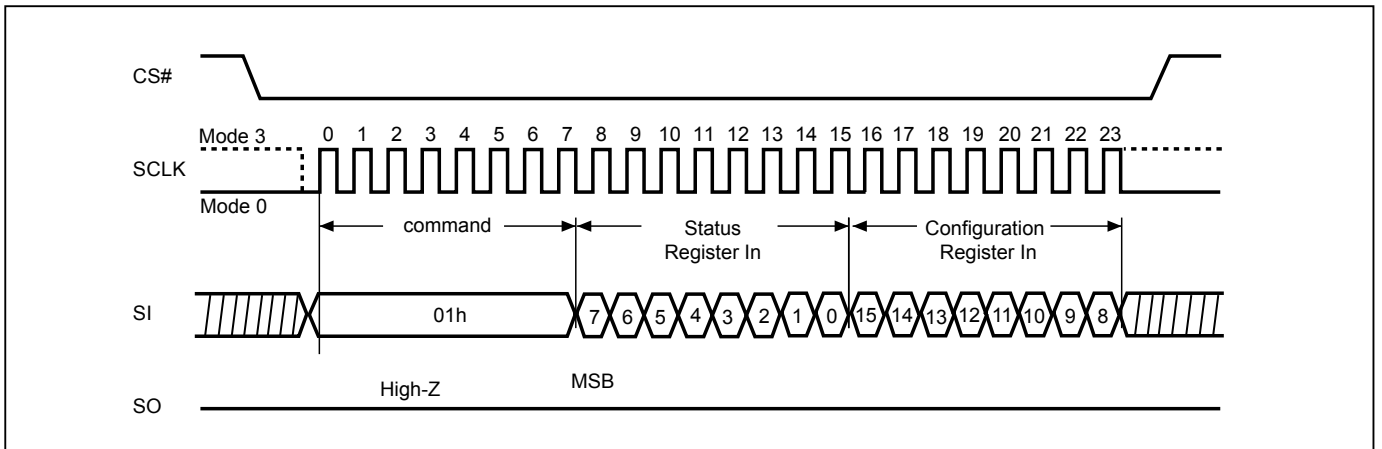 CS#
Mode 3
0 1 2 3 4 5 6 7 8 9 10 11 12 13 14 15 16 17 18 19 20 21 22 23
SCLK
Mode 0
command
Status
Register In
Configuration
Register In
SI
01h
7 6 5 4 3 2 1 0 15 14 13 12 11 10 9 8
High-Z
MSB
SO